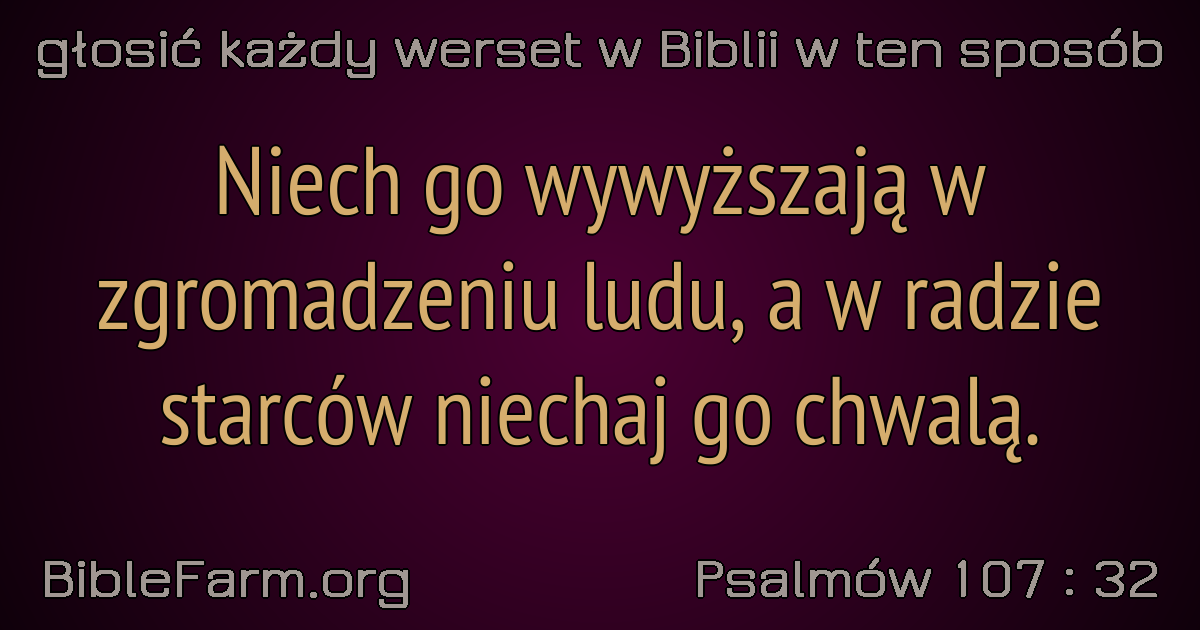 głosić każdy werset w Biblii w ten sposób
Niech go wywyższają w
zgromadzeniu ludu, a w radzie
starców niechaj go chwalą.
BibleFarm.org
Psalmów 107 : 32